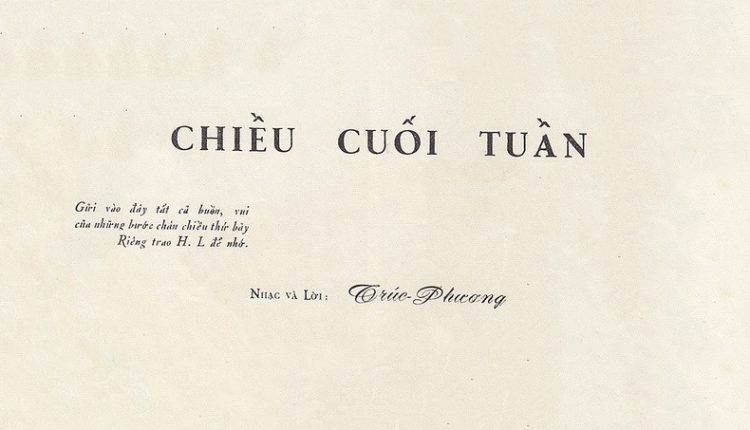 CHIỀU CUỐI TUẦN
Gửi vào đây tất cả buồn, vui
của những bước chân chiều thứ bảy
Riêng trao H. L để nhớ.
NHẠC VÀ LỜI: Trúc-Phương